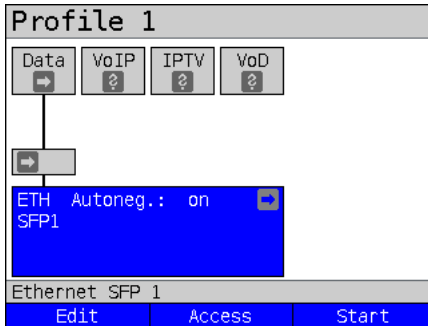 Profile 1
Data VoIP IPTV VoD
ETH Autoneg.: on
SFP1
Ethernet SFP 1
Edit Access Start